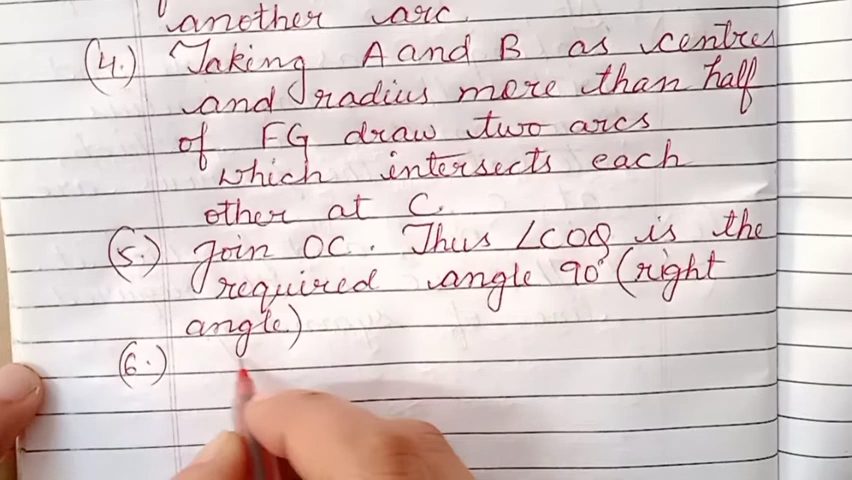 another arc.
(4.) Taking A and B as centres
and radius more than half
of FG draw two arcs
which intersects each
other at C.
(5.) Join OC. Thus ∠COQ is the
required angle 90° (right
angle)
(6.)